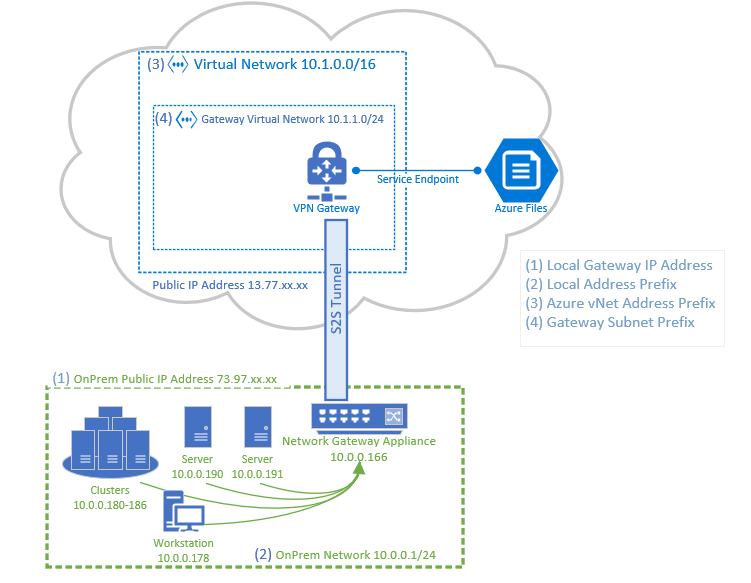 (3) Virtual Network 10.1.0.0/16
(4) Gateway Virtual Network 10.1.1.0/24
Service Endpoint
VPN Gateway
Azure Files
Public IP Address 13.77.xx.xx
S2S Tunnel
(1) Local Gateway IP Address
(2) Local Address Prefix
(3) Azure vNet Address Prefix
(4) Gateway Subnet Prefix
(1) OnPrem Public IP Address 73.97.xx.xx
Network Gateway Appliance
10.0.0.166
Server
10.0.0.190
Server
10.0.0.191
Clusters
10.0.0.180-186
Workstation
10.0.0.178
(2) OnPrem Network 10.0.0.1/24